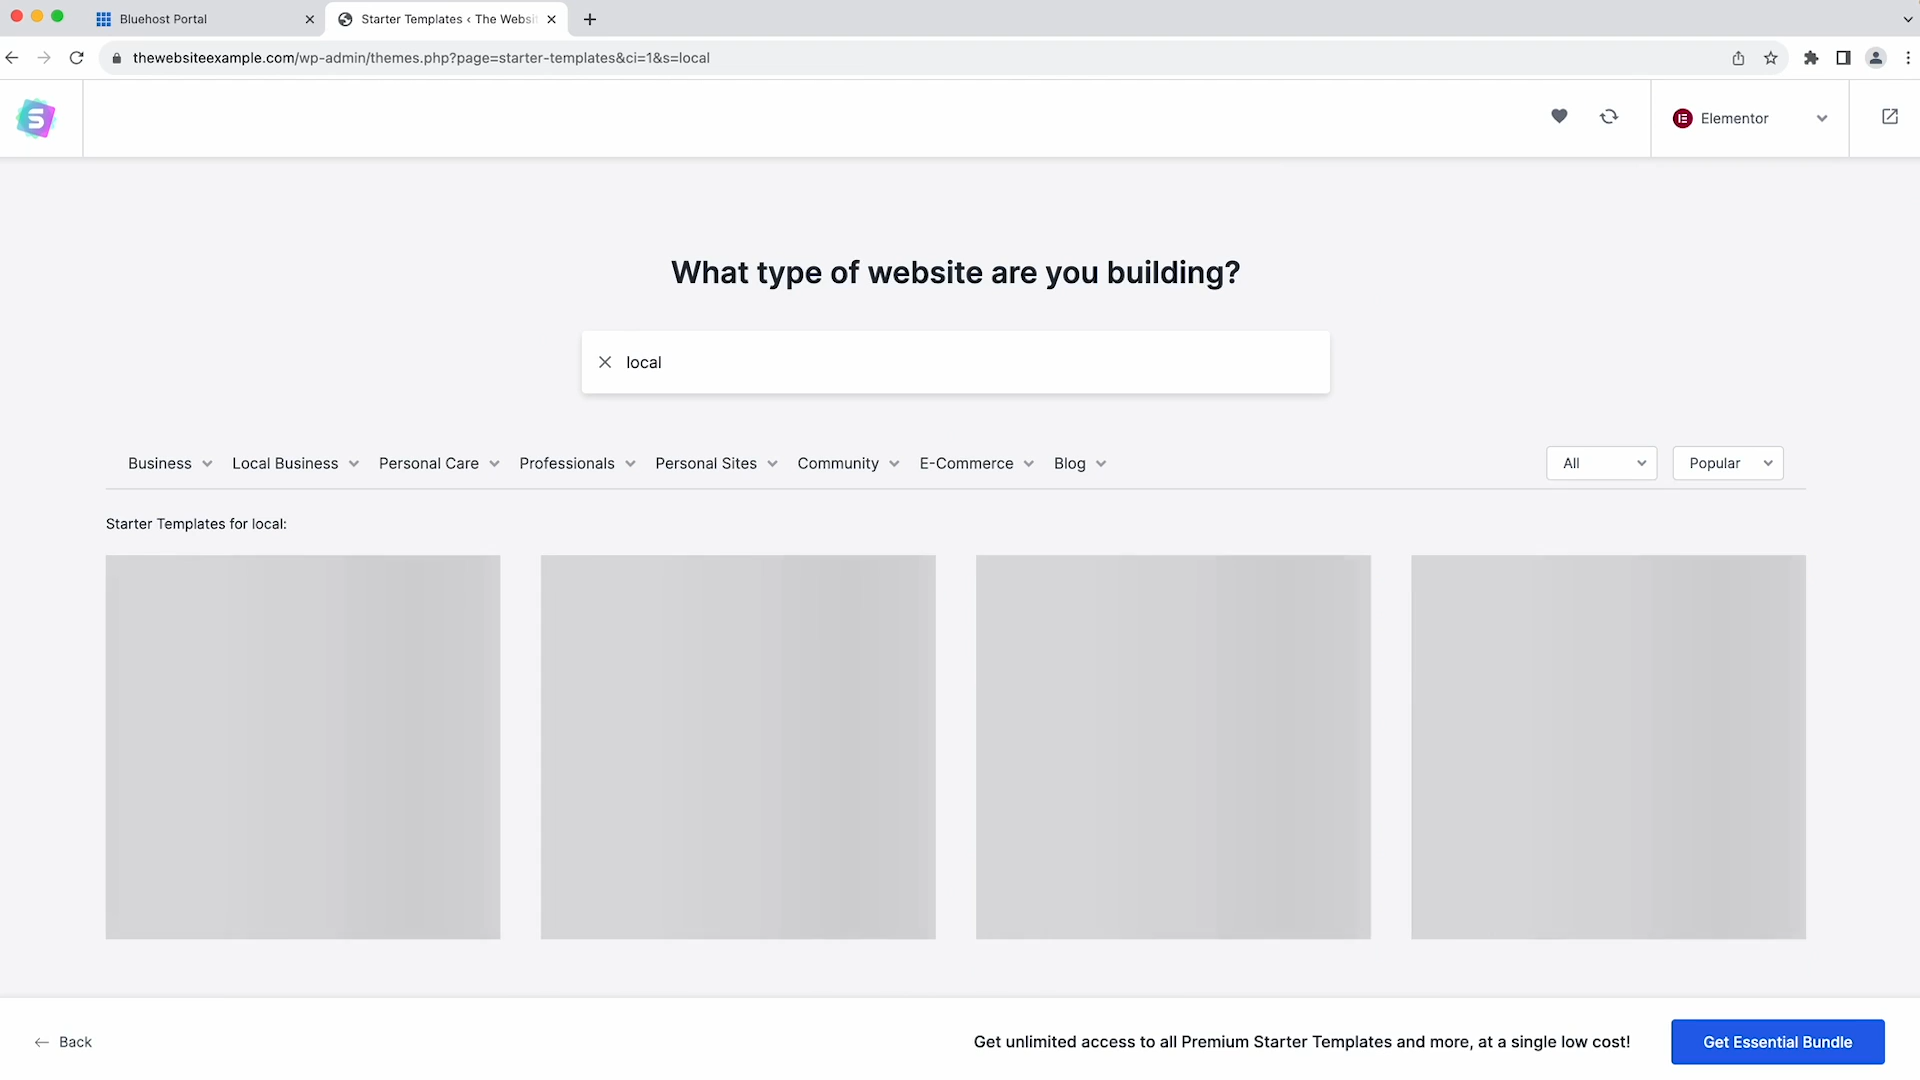 Bluehost Portal
Starter Templates ‹ The Websi
thewebsiteexample.com/wp-admin/themes.php?page=starter-templates&ci=1&s=local
Elementor
What type of website are you building?
local
Business
Local Business
Personal Care
Professionals
Personal Sites
Community
E-Commerce
Blog
All
Popular
Starter Templates for local:
Back
Get unlimited access to all Premium Starter Templates and more, at a single low cost!
Get Essential Bundle